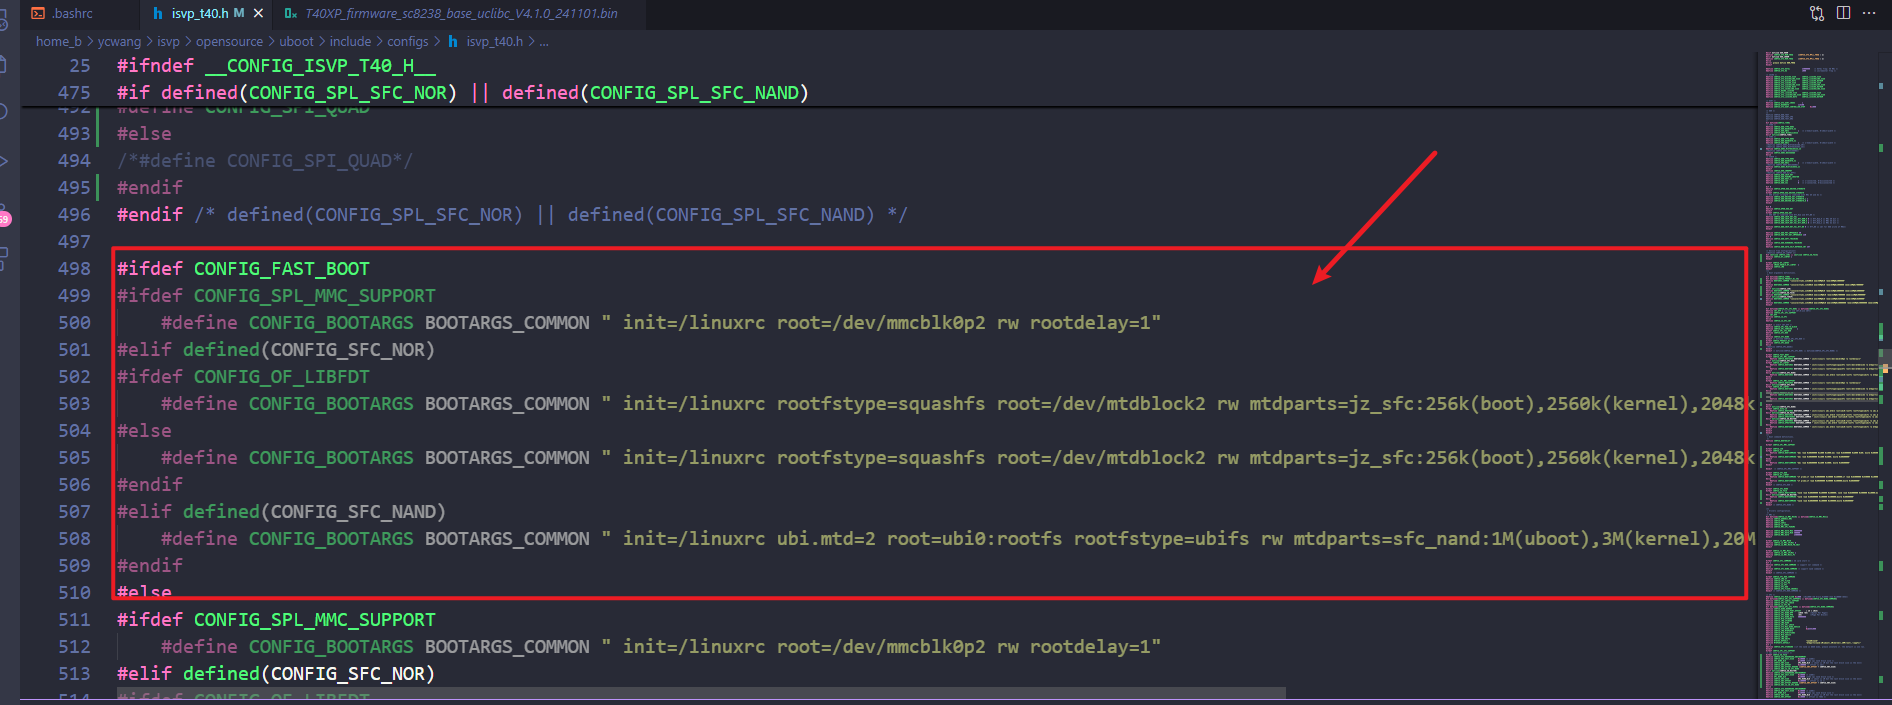 .bashrc
isvp_t40.h M
T40XP_firmware_sc8238_base_uclibc_V4.1.0_241101.bin
home_b > ycwang > isvp > opensource > uboot > include > configs > h isvp_t40.h > ...
25 #ifndef __CONFIG_ISVP_T40_H__
475 #if defined(CONFIG_SPL_SFC_NOR) || defined(CONFIG_SPL_SFC_NAND)
492 #define CONFIG_SPI_QUAD
493 #else
494 /*#define CONFIG_SPI_QUAD*/
495 #endif
496 #endif /* defined(CONFIG_SPL_SFC_NOR) || defined(CONFIG_SPL_SFC_NAND) */
497
498 #ifdef CONFIG_FAST_BOOT
499 #ifdef CONFIG_SPL_MMC_SUPPORT
500 #define CONFIG_BOOTARGS BOOTARGS_COMMON " init=/linuxrc root=/dev/mmcblk0p2 rw rootdelay=1"
501 #elif defined(CONFIG_SFC_NOR)
502 #ifdef CONFIG_OF_LIBFDT
503 #define CONFIG_BOOTARGS BOOTARGS_COMMON " init=/linuxrc rootfstype=squashfs root=/dev/mtdblock2 rw mtdparts=jz_sfc:256k(boot),2560k(kernel),2048k
504 #else
505 #define CONFIG_BOOTARGS BOOTARGS_COMMON " init=/linuxrc rootfstype=squashfs root=/dev/mtdblock2 rw mtdparts=jz_sfc:256k(boot),2560k(kernel),2048k
506 #endif
507 #elif defined(CONFIG_SFC_NAND)
508 #define CONFIG_BOOTARGS BOOTARGS_COMMON " init=/linuxrc ubi.mtd=2 root=ubi0:rootfs rootfstype=ubifs rw mtdparts=sfc_nand:1M(uboot),3M(kernel),20M
509 #endif
510 #else
511 #ifdef CONFIG_SPL_MMC_SUPPORT
512 #define CONFIG_BOOTARGS BOOTARGS_COMMON " init=/linuxrc root=/dev/mmcblk0p2 rw rootdelay=1"
513 #elif defined(CONFIG_SFC_NOR)
514 #ifdef CONFIG_OF_LIBFDT